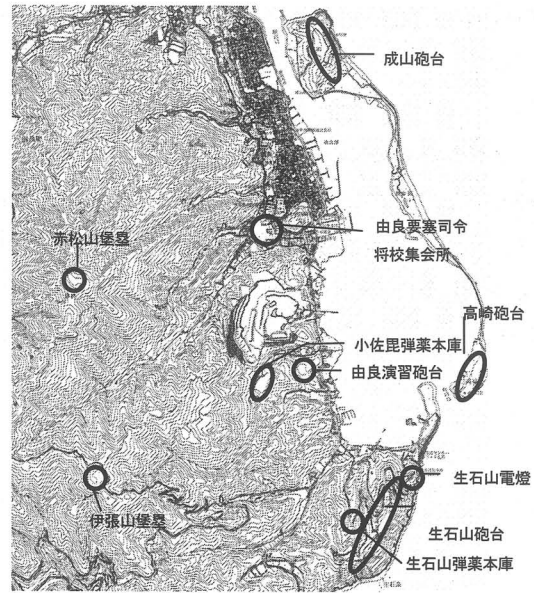 成山砲台
由良要塞司令
将校集会所
赤松山堡塁
高崎砲台
小佐毘弾薬本庫
由良演習砲台
生石山電燈
伊張山堡塁
生石山砲台
生石山弾薬本庫